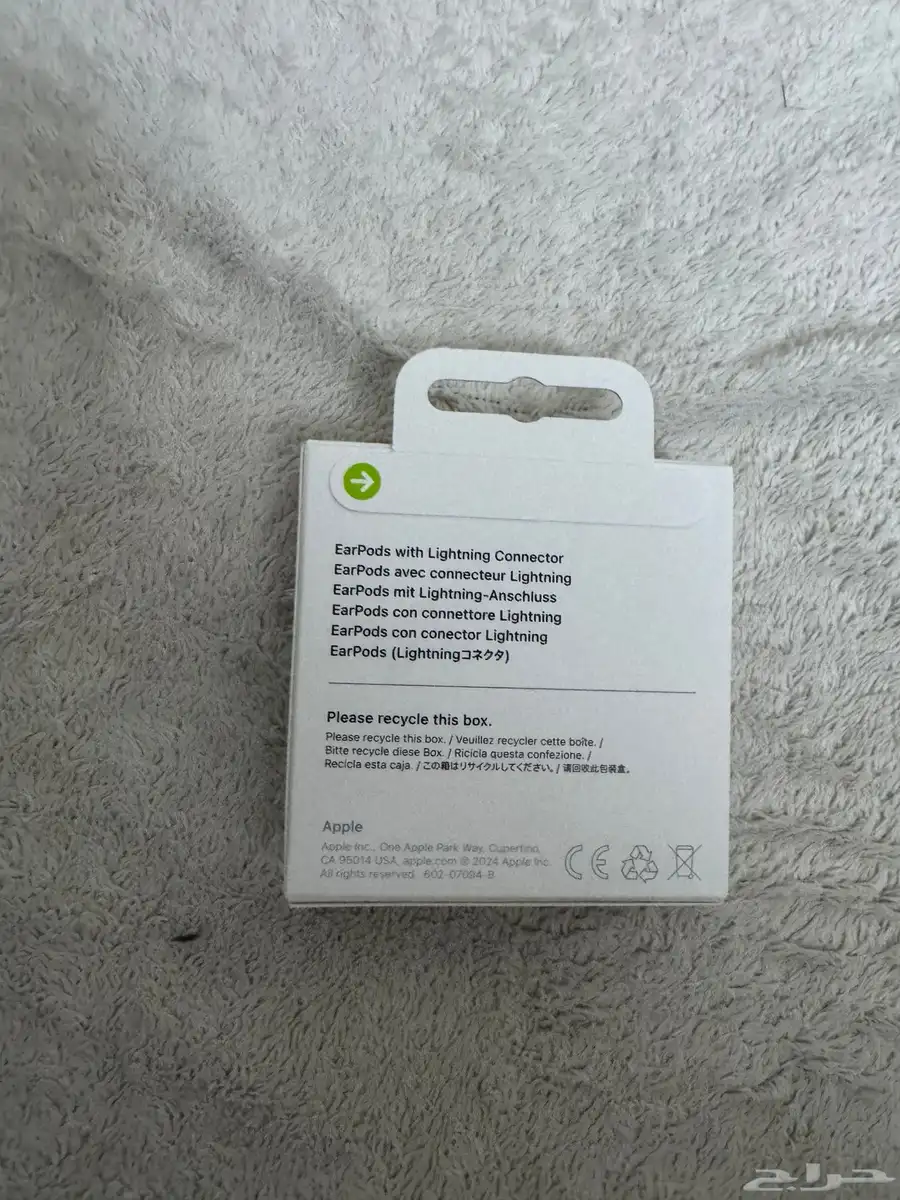 EarPods with Lightning Connector
EarPods avec connecteur Lightning
EarPods mit Lightning-Anschluss
EarPods con connettore Lightning
EarPods con conector Lightning
EarPods (Lightningコネクタ)
Please recycle this box.
Please recycle this box. / Veuillez recycler cette boîte. /
Bitte recycle diese Box. / Ricicla questa confezione. /
Recicla esta caja. / この箱はリサイクルしてください。/ 请回收此包装盒。
Apple
Apple Inc., One Apple Park Way, Cupertino,
CA 95014 USA, apple.com © 2024 Apple Inc.
All rights reserved. 602-07094-B
CE
حراج